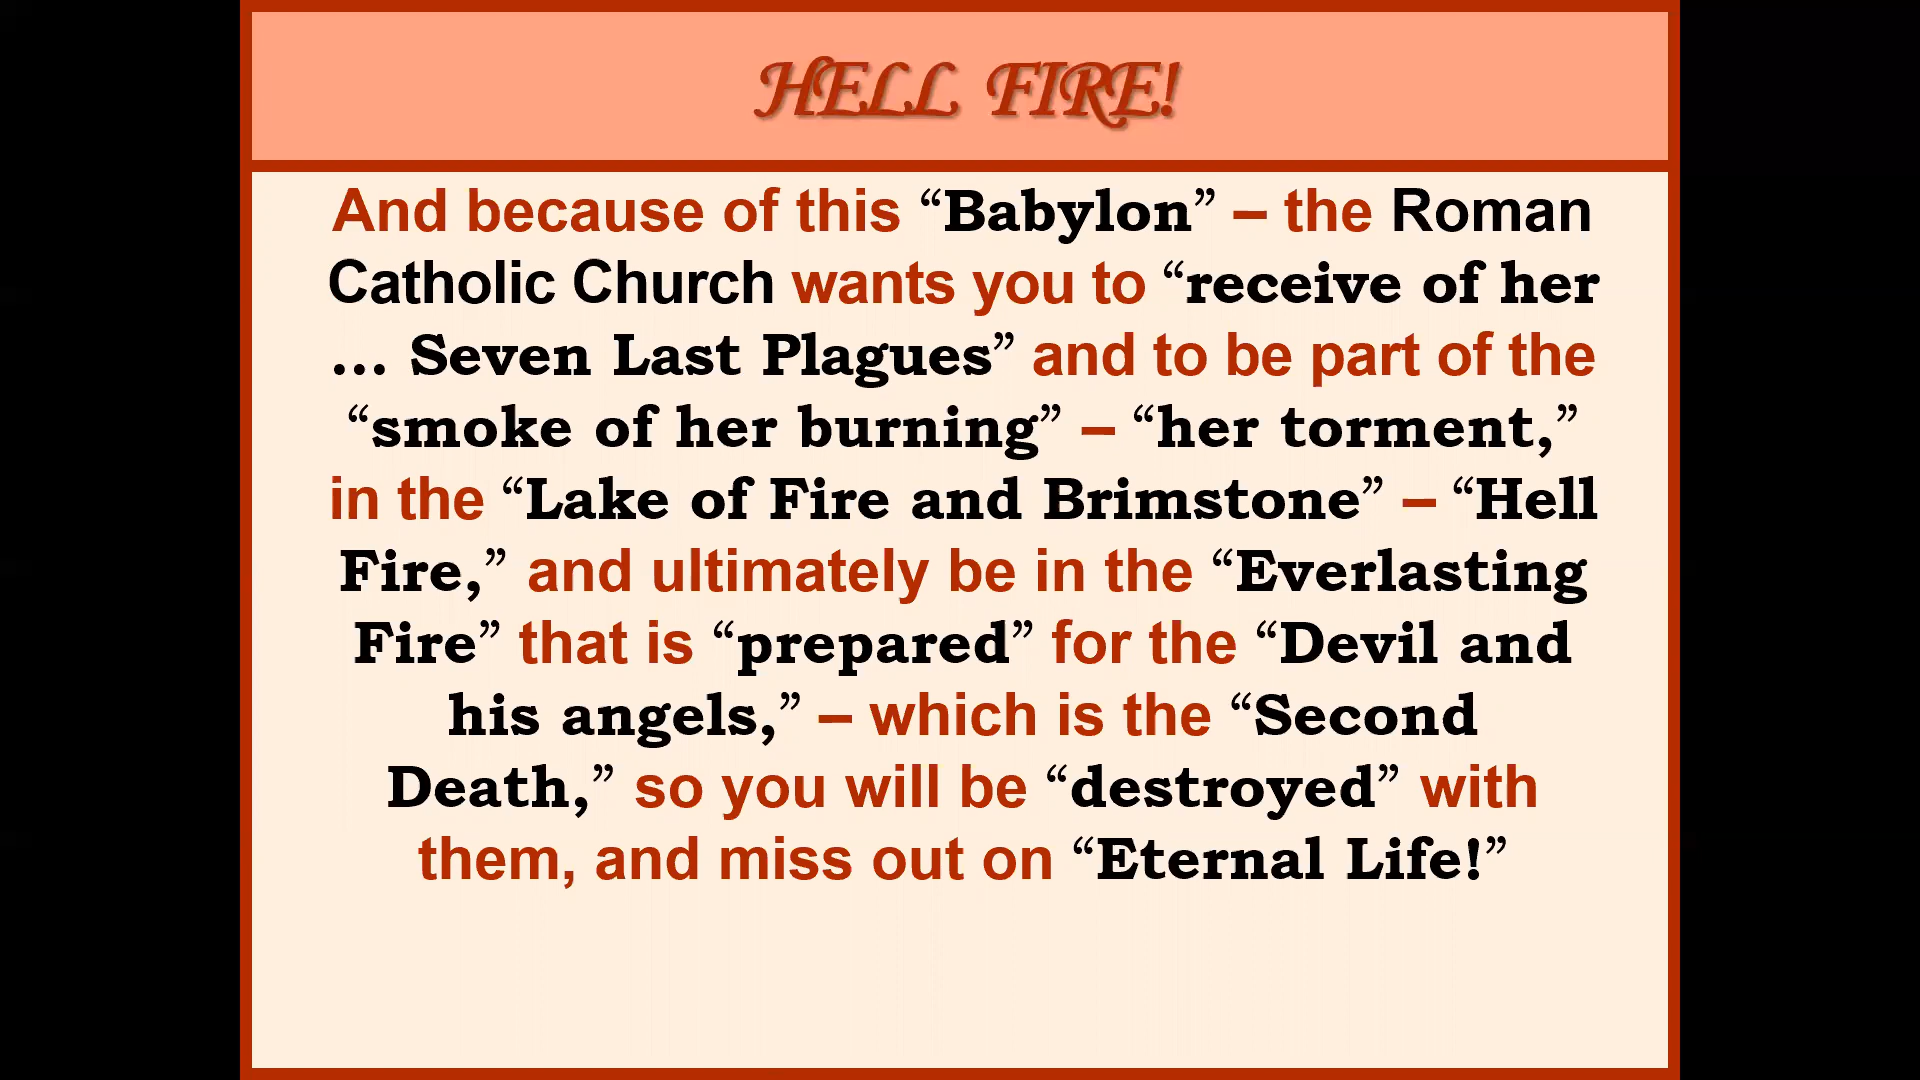 HELL FIRE!
And because of this “Babylon” – the Roman
Catholic Church wants you to “receive of her
... Seven Last Plagues” and to be part of the
“smoke of her burning” – “her torment,”
in the “Lake of Fire and Brimstone” – “Hell
Fire,” and ultimately be in the “Everlasting
Fire” that is “prepared” for the “Devil and
his angels,” – which is the “Second
Death,” so you will be “destroyed” with
them, and miss out on “Eternal Life!”